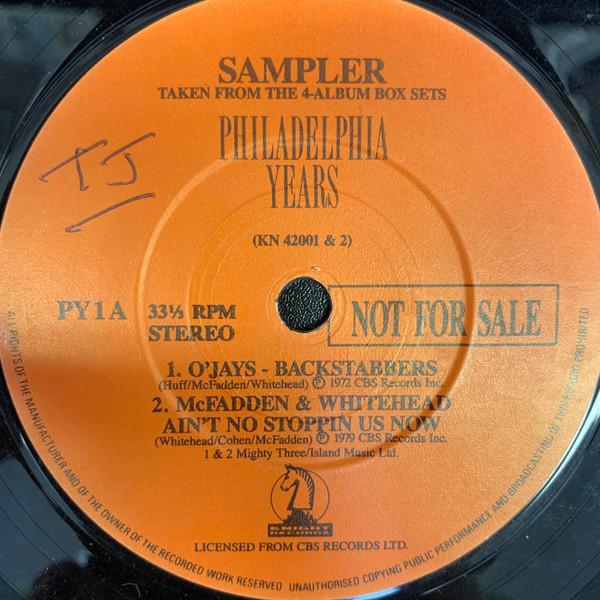 SAMPLER
TAKEN FROM THE 4-ALBUM BOX SETS
PHILADELPHIA
YEARS
TJ
(KN 42001 & 2)
PY1A
33⅓ RPM
STEREO
NOT FOR SALE
1. O'JAYS - BACKSTABBERS
(Huff/McFadden/Whitehead) ℗ 1972 CBS Records Inc.
2. McFADDEN & WHITEHEAD
AIN'T NO STOPPIN US NOW
(Whitehead/Cohen/McFadden) ℗ 1979 CBS Records Inc.
1 & 2 Mighty Three/Island Music Ltd.
KNIGHT
RECORDS
LICENSED FROM CBS RECORDS LTD.
ALL RIGHTS OF THE MANUFACTURER AND OF THE OWNER OF THE RECORDED WORK RESERVED UNAUTHORISED COPYING PUBLIC PERFORMANCE AND BROADCASTING OF THIS RECORD PROHIBITED